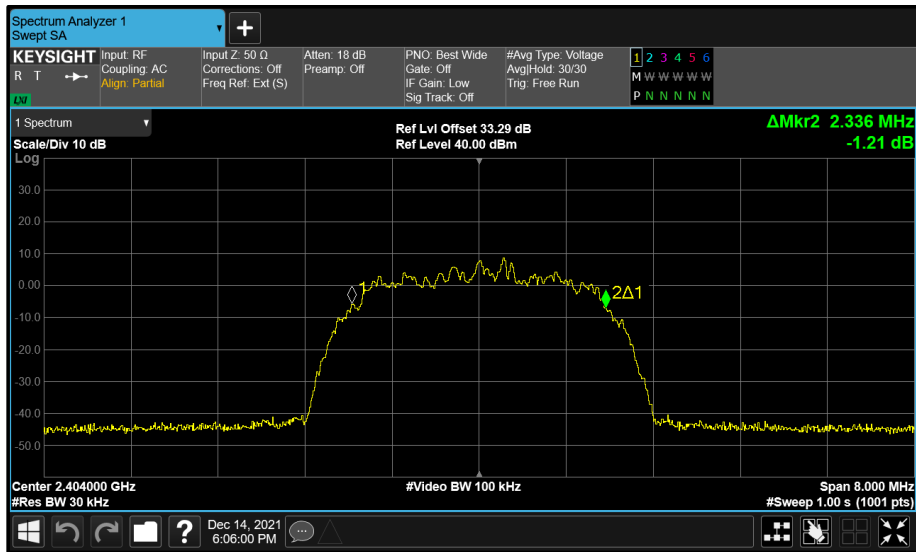 Spectrum Analyzer 1
Swept SA
+
KEYSIGHT
R T
LXI
Input: RF
Coupling: AC
Align: Partial
Input Z: 50 Ω
Corrections: Off
Freq Ref: Ext (S)
Atten: 18 dB
Preamp: Off
PNO: Best Wide
Gate: Off
IF Gain: Low
Sig Track: Off
#Avg Type: Voltage
Avg|Hold: 30/30
Trig: Free Run
1 2 3 4 5 6
M W W W W W
P N N N N N
1 Spectrum
Scale/Div 10 dB
Log
Ref Lvl Offset 33.29 dB
Ref Level 40.00 dBm
ΔMkr2 2.336 MHz
-1.21 dB
30.0
20.0
10.0
0.00
-10.0
-20.0
-30.0
-40.0
-50.0
1
2Δ1
Center 2.404000 GHz
#Res BW 30 kHz
#Video BW 100 kHz
Span 8.000 MHz
#Sweep 1.00 s (1001 pts)
?
Dec 14, 2021
6:06:00 PM